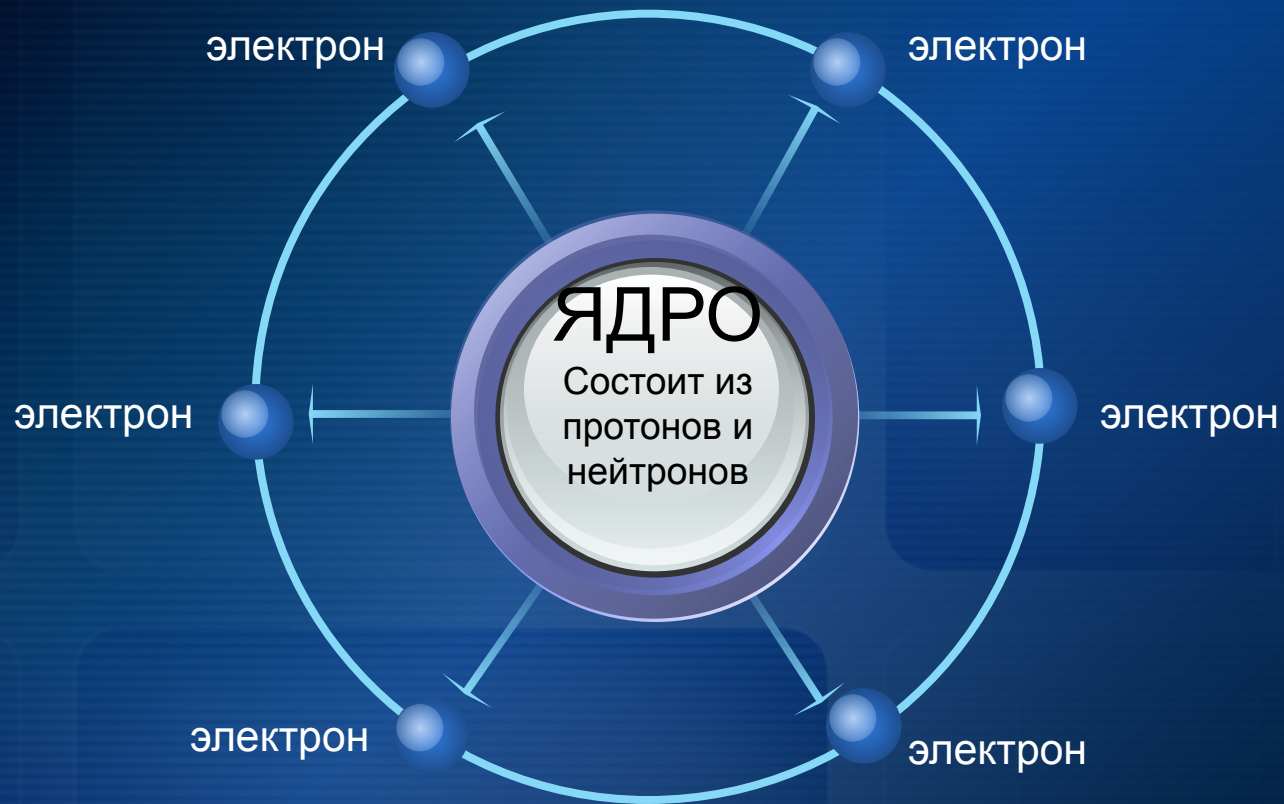 электрон
электрон
ЯДРО
Состоит из
протонов и
нейтронов
электрон
электрон
электрон
электрон